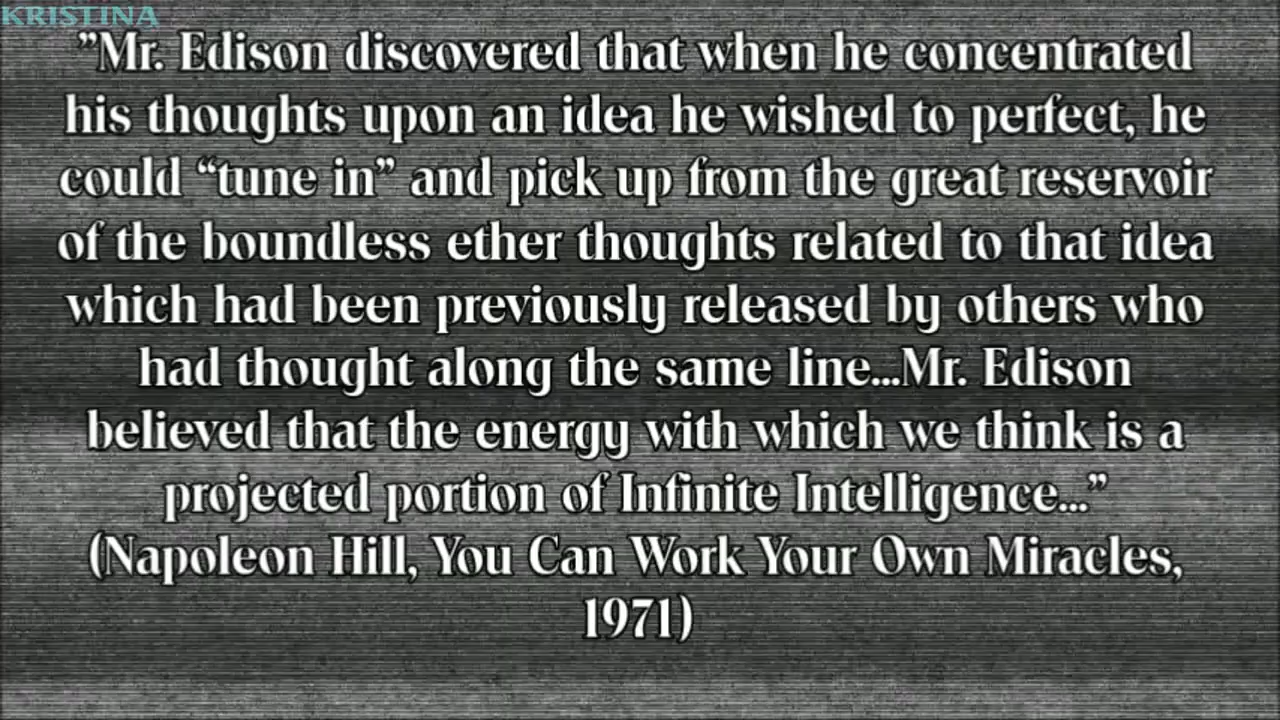 KRISTINA
”Mr. Edison discovered that when he concentrated
his thoughts upon an idea he wished to perfect, he
could “tune in” and pick up from the great reservoir
of the boundless ether thoughts related to that idea
which had been previously released by others who
had thought along the same line...Mr. Edison
believed that the energy with which we think is a
projected portion of Infinite Intelligence...”
(Napoleon Hill, You Can Work Your Own Miracles,
1971)